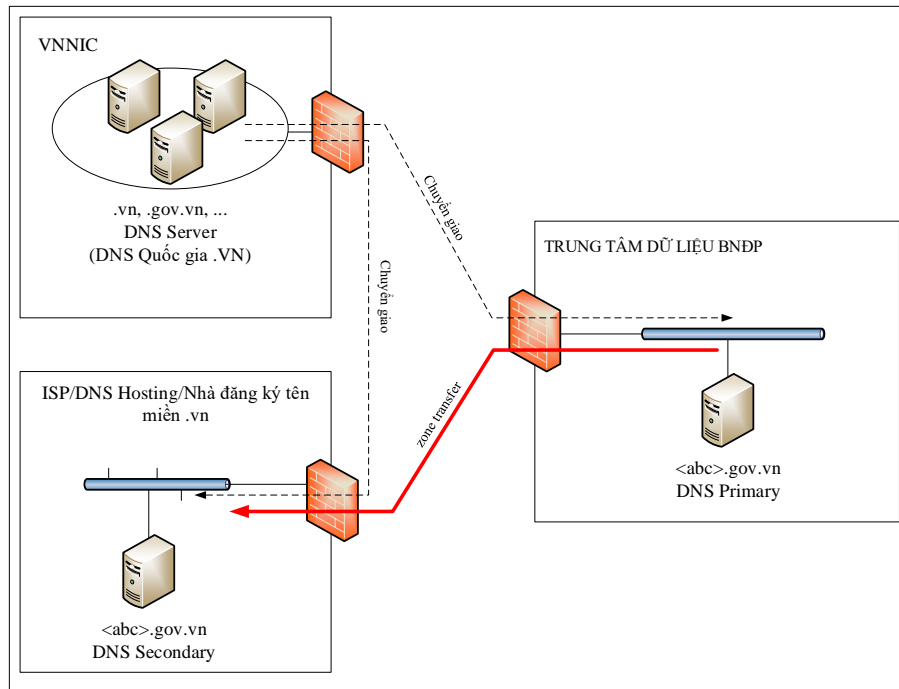 VNNIC
.vn, .gov.vn, ...
DNS Server
(DNS Quốc gia .VN)
Chuyển giao
Chuyển giao
TRUNG TÂM DỮ LIỆU BNĐP
ISP/DNS Hosting/Nhà đăng ký tên
miền .vn
zone transfer
<abc>.gov.vn
DNS Primary
<abc>.gov.vn
DNS Secondary